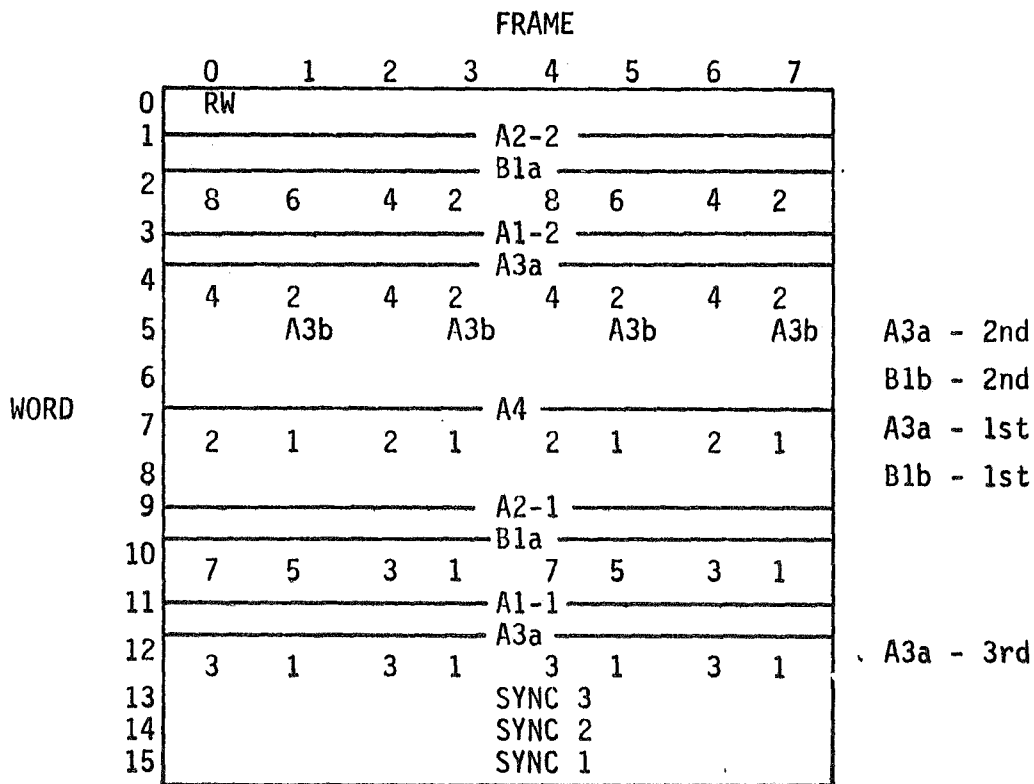 FRAME
0 1 2 3 4 5 6 7
0 RW
1 A2-2
B1a
2
8 6 4 2 8 6 4 2
3 A1-2
A3a
4
4 2 4 2 4 2 4 2
5 A3b A3b A3b A3b A3a - 2nd
6 B1b - 2nd
A4
WORD 7 A3a - 1st
2 1 2 1 2 1 2 1
8 B1b - 1st
9 A2-1
B1a
10
7 5 3 1 7 5 3 1
11 A1-1
A3a
12 A3a - 3rd
3 1 3 1 3 1 3 1
13 SYNC 3
14 SYNC 2
15 SYNC 1